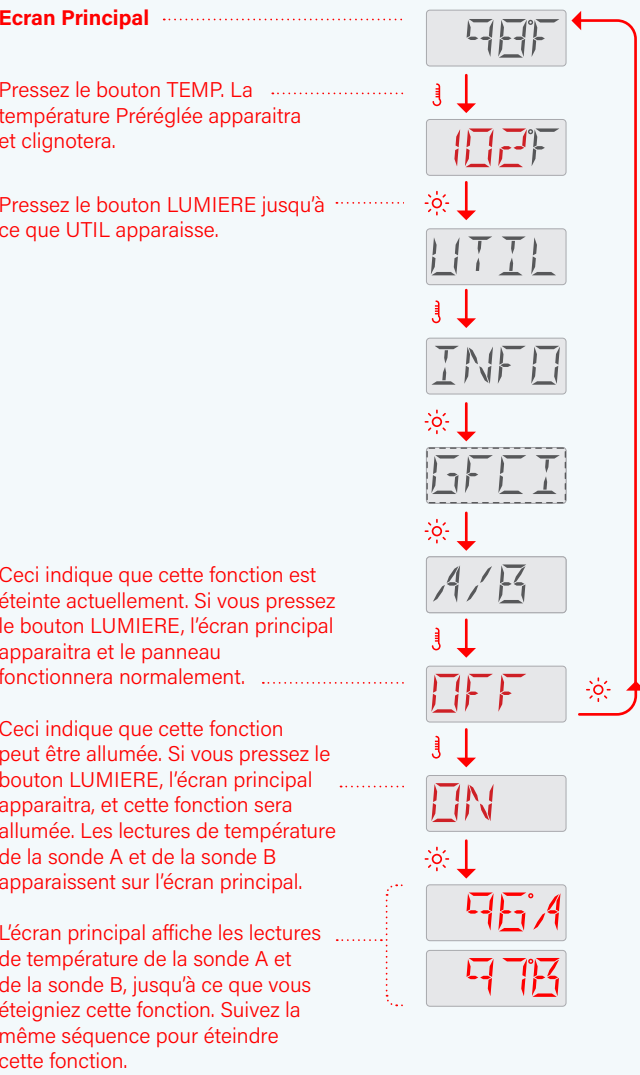 Ecran Principal
98°F
Pressez le bouton TEMP. La
température Préréglée apparaitra
et clignotera.
102°F
Pressez le bouton LUMIERE jusqu'à
ce que UTIL apparaisse.
UTIL
INFO
GFCI
A/B
Ceci indique que cette fonction est
éteinte actuellement. Si vous pressez
le bouton LUMIERE, l'écran principal
apparaitra et le panneau
fonctionnera normalement.
OFF
Ceci indique que cette fonction
peut être allumée. Si vous pressez le
bouton LUMIERE, l'écran principal
apparaitra, et cette fonction sera
allumée. Les lectures de température
de la sonde A et de la sonde B
apparaissent sur l'écran principal.
ON
L'écran principal affiche les lectures
de température de la sonde A et
de la sonde B, jusqu'à ce que vous
éteigniez cette fonction. Suivez la
même séquence pour éteindre
cette fonction.
96°A
97°B